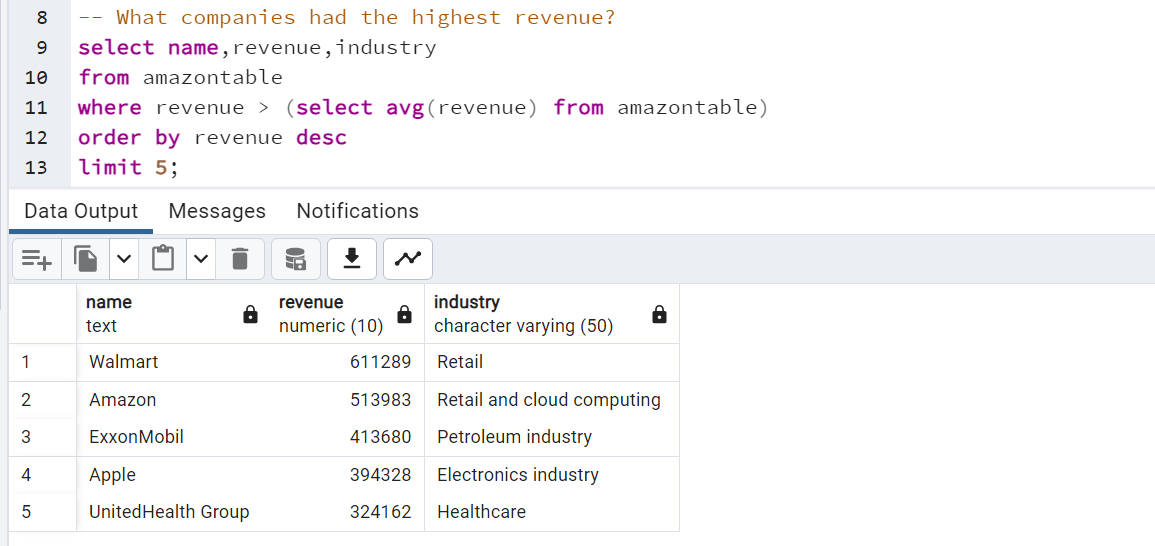 8 -- What companies had the highest revenue?
9 select name,revenue,industry
10 from amazontable
11 where revenue > (select avg(revenue) from amazontable)
12 order by revenue desc
13 limit 5;
Data Output Messages Notifications
name revenue industry
text numeric (10) character varying (50)
1 Walmart 611289 Retail
2 Amazon 513983 Retail and cloud computing
3 ExxonMobil 413680 Petroleum industry
4 Apple 394328 Electronics industry
5 UnitedHealth Group 324162 Healthcare